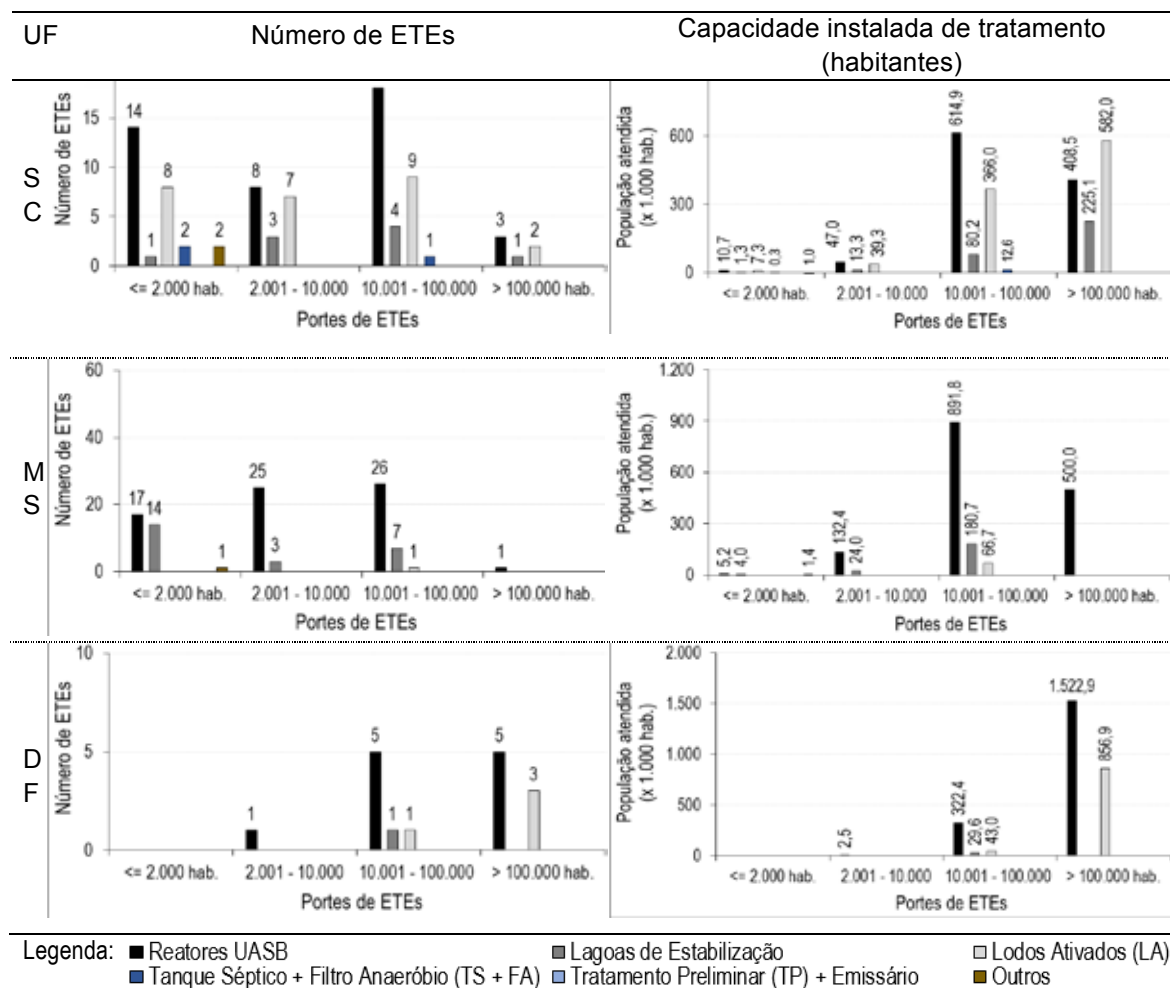 UF Número de ETEs Capacidade instalada de tratamento
(habitantes)
S
C
Número de ETEs
15
10
5
0
14 1 8 2 2
8 3 7
4 9 1
3 1 2
<= 2.000 hab. 2.001 - 10.000 10.001 - 100.000 > 100.000 hab.
Portes de ETEs
População atendida
(x 1.000 hab.)
600
300
0
10,7 1,3 7,3 0,3 1,0
47,0 13,3 39,3
614,9 80,2 366,0 12,6
408,5 225,1 582,0
<= 2.000 hab. 2.001 - 10.000 10.001 - 100.000 > 100.000 hab.
Portes de ETEs
M
S
Número de ETEs
60
40
20
0
17 14 1
25 3
26 7 1
1
<= 2.000 hab. 2.001 - 10.000 10.001 - 100.000 > 100.000 hab.
Portes de ETEs
População atendida
(x 1.000 hab.)
1.200
900
600
300
0
5,2 4,0 1,4
132,4 24,0
891,8 180,7 66,7
500,0
<= 2.000 hab. 2.001 - 10.000 10.001 - 100.000 > 100.000 hab.
Portes de ETEs
D
F
Número de ETEs
10
5
0
1
5 1 1
5 3
<= 2.000 hab. 2.001 - 10.000 10.001 - 100.000 > 100.000 hab.
Portes de ETEs
População atendida
(x 1.000 hab.)
2.000
1.500
1.000
500
0
2,5
322,4 29,6 43,0
1.522,9 856,9
<= 2.000 hab. 2.001 - 10.000 10.001 - 100.000 > 100.000 hab.
Portes de ETEs
Legenda: Reatores UASB Lagoas de Estabilização Lodos Ativados (LA)
Tanque Séptico + Filtro Anaeróbio (TS + FA) Tratamento Preliminar (TP) + Emissário Outros